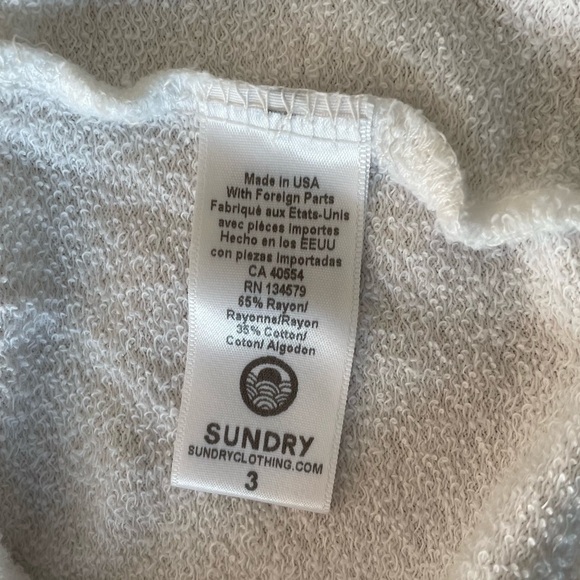 Made in USA
With Foreign Parts
Fabriqué aux Etats-Unis
avec pièces importes
Hecho en los EEUU
con piezas importadas
CA 40554
RN 134579
65% Rayon/
Rayonne/Rayon
35% Cotton/
Coton/ Algodon
SUNDRY
SUNDRYCLOTHING.COM
3